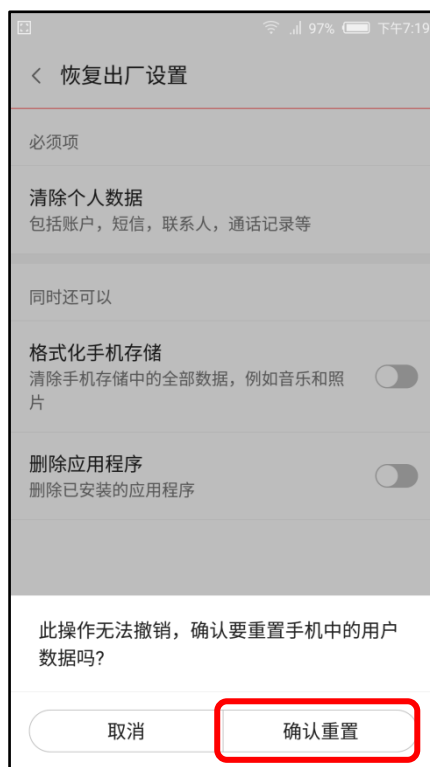 97% 下午7:19
恢复出厂设置
必须项
清除个人数据
包括账户，短信，联系人，通话记录等
同时还可以
格式化手机存储
清除手机存储中的全部数据，例如音乐和照
片
删除应用程序
删除已安装的应用程序
此操作无法撤销，确认要重置手机中的用户
数据吗?
取消 确认重置